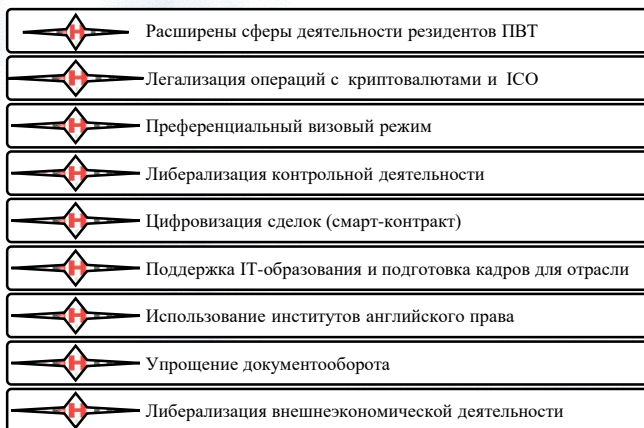 Расширены сферы деятельности резидентов ПВТ
Легализация операций с криптовалютами и ICO
Преференциальный визовый режим
Либерализация контрольной деятельности
Цифровизация сделок (смарт-контракт)
Поддержка IT-образования и подготовка кадров для отрасли
Использование институтов английского права
Упрощение документооборота
Либерализация внешнеэкономической деятельности